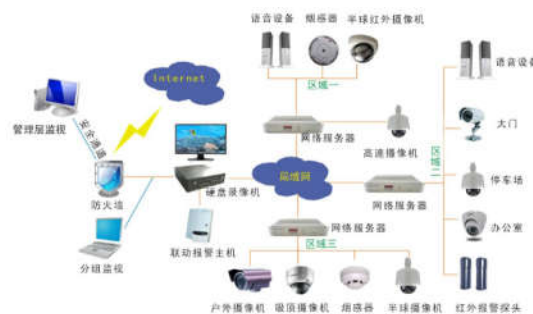 语音设备 烟感器 半球红外摄像机
语音设备
Internet
区域一
管理层监视
安全通道
网络服务器
高速摄像机
大门
区域二
局域网
停车场
防火墙
硬盘录像机
网络服务器
网络服务器
办公室
分组监视
联动报警主机
区域三
户外摄像机 吸顶摄像机 烟感器 半球摄像机
红外报警探头